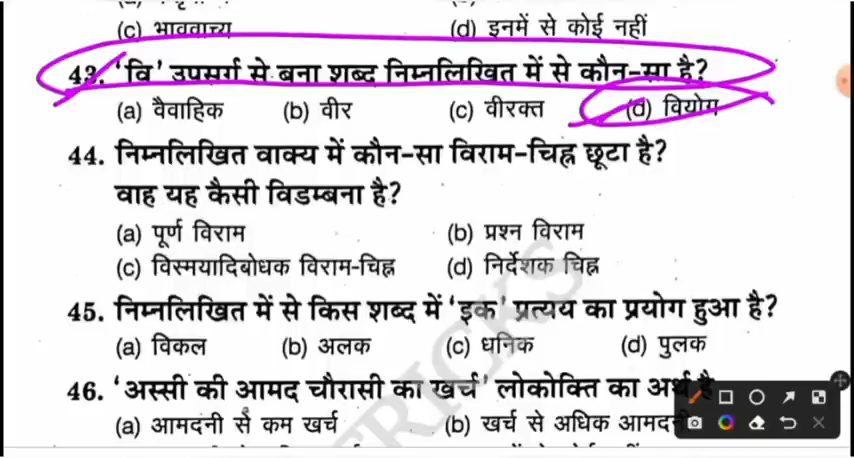 (c) भाववाच्य (d) इनमें से कोई नहीं
43. 'वि' उपसर्ग से बना शब्द निम्नलिखित में से कौन-सा है?
(a) वैवाहिक (b) वीर (c) वीरक्त (d) वियोग
44. निम्नलिखित वाक्य में कौन-सा विराम-चिह्न छूटा है?
वाह यह कैसी विडम्बना है?
(a) पूर्ण विराम (b) प्रश्न विराम
(c) विस्मयादिबोधक विराम-चिह्न (d) निर्देशक चिह्न
45. निम्नलिखित में से किस शब्द में 'इक' प्रत्यय का प्रयोग हुआ है?
(a) विकल (b) अलक (c) धनिक (d) पुलक
46. 'अस्सी की आमद चौरासी का खर्च' लोकोक्ति का अर्थ है
(a) आमदनी से कम खर्च (b) खर्च से अधिक आमदनी
TRICKS